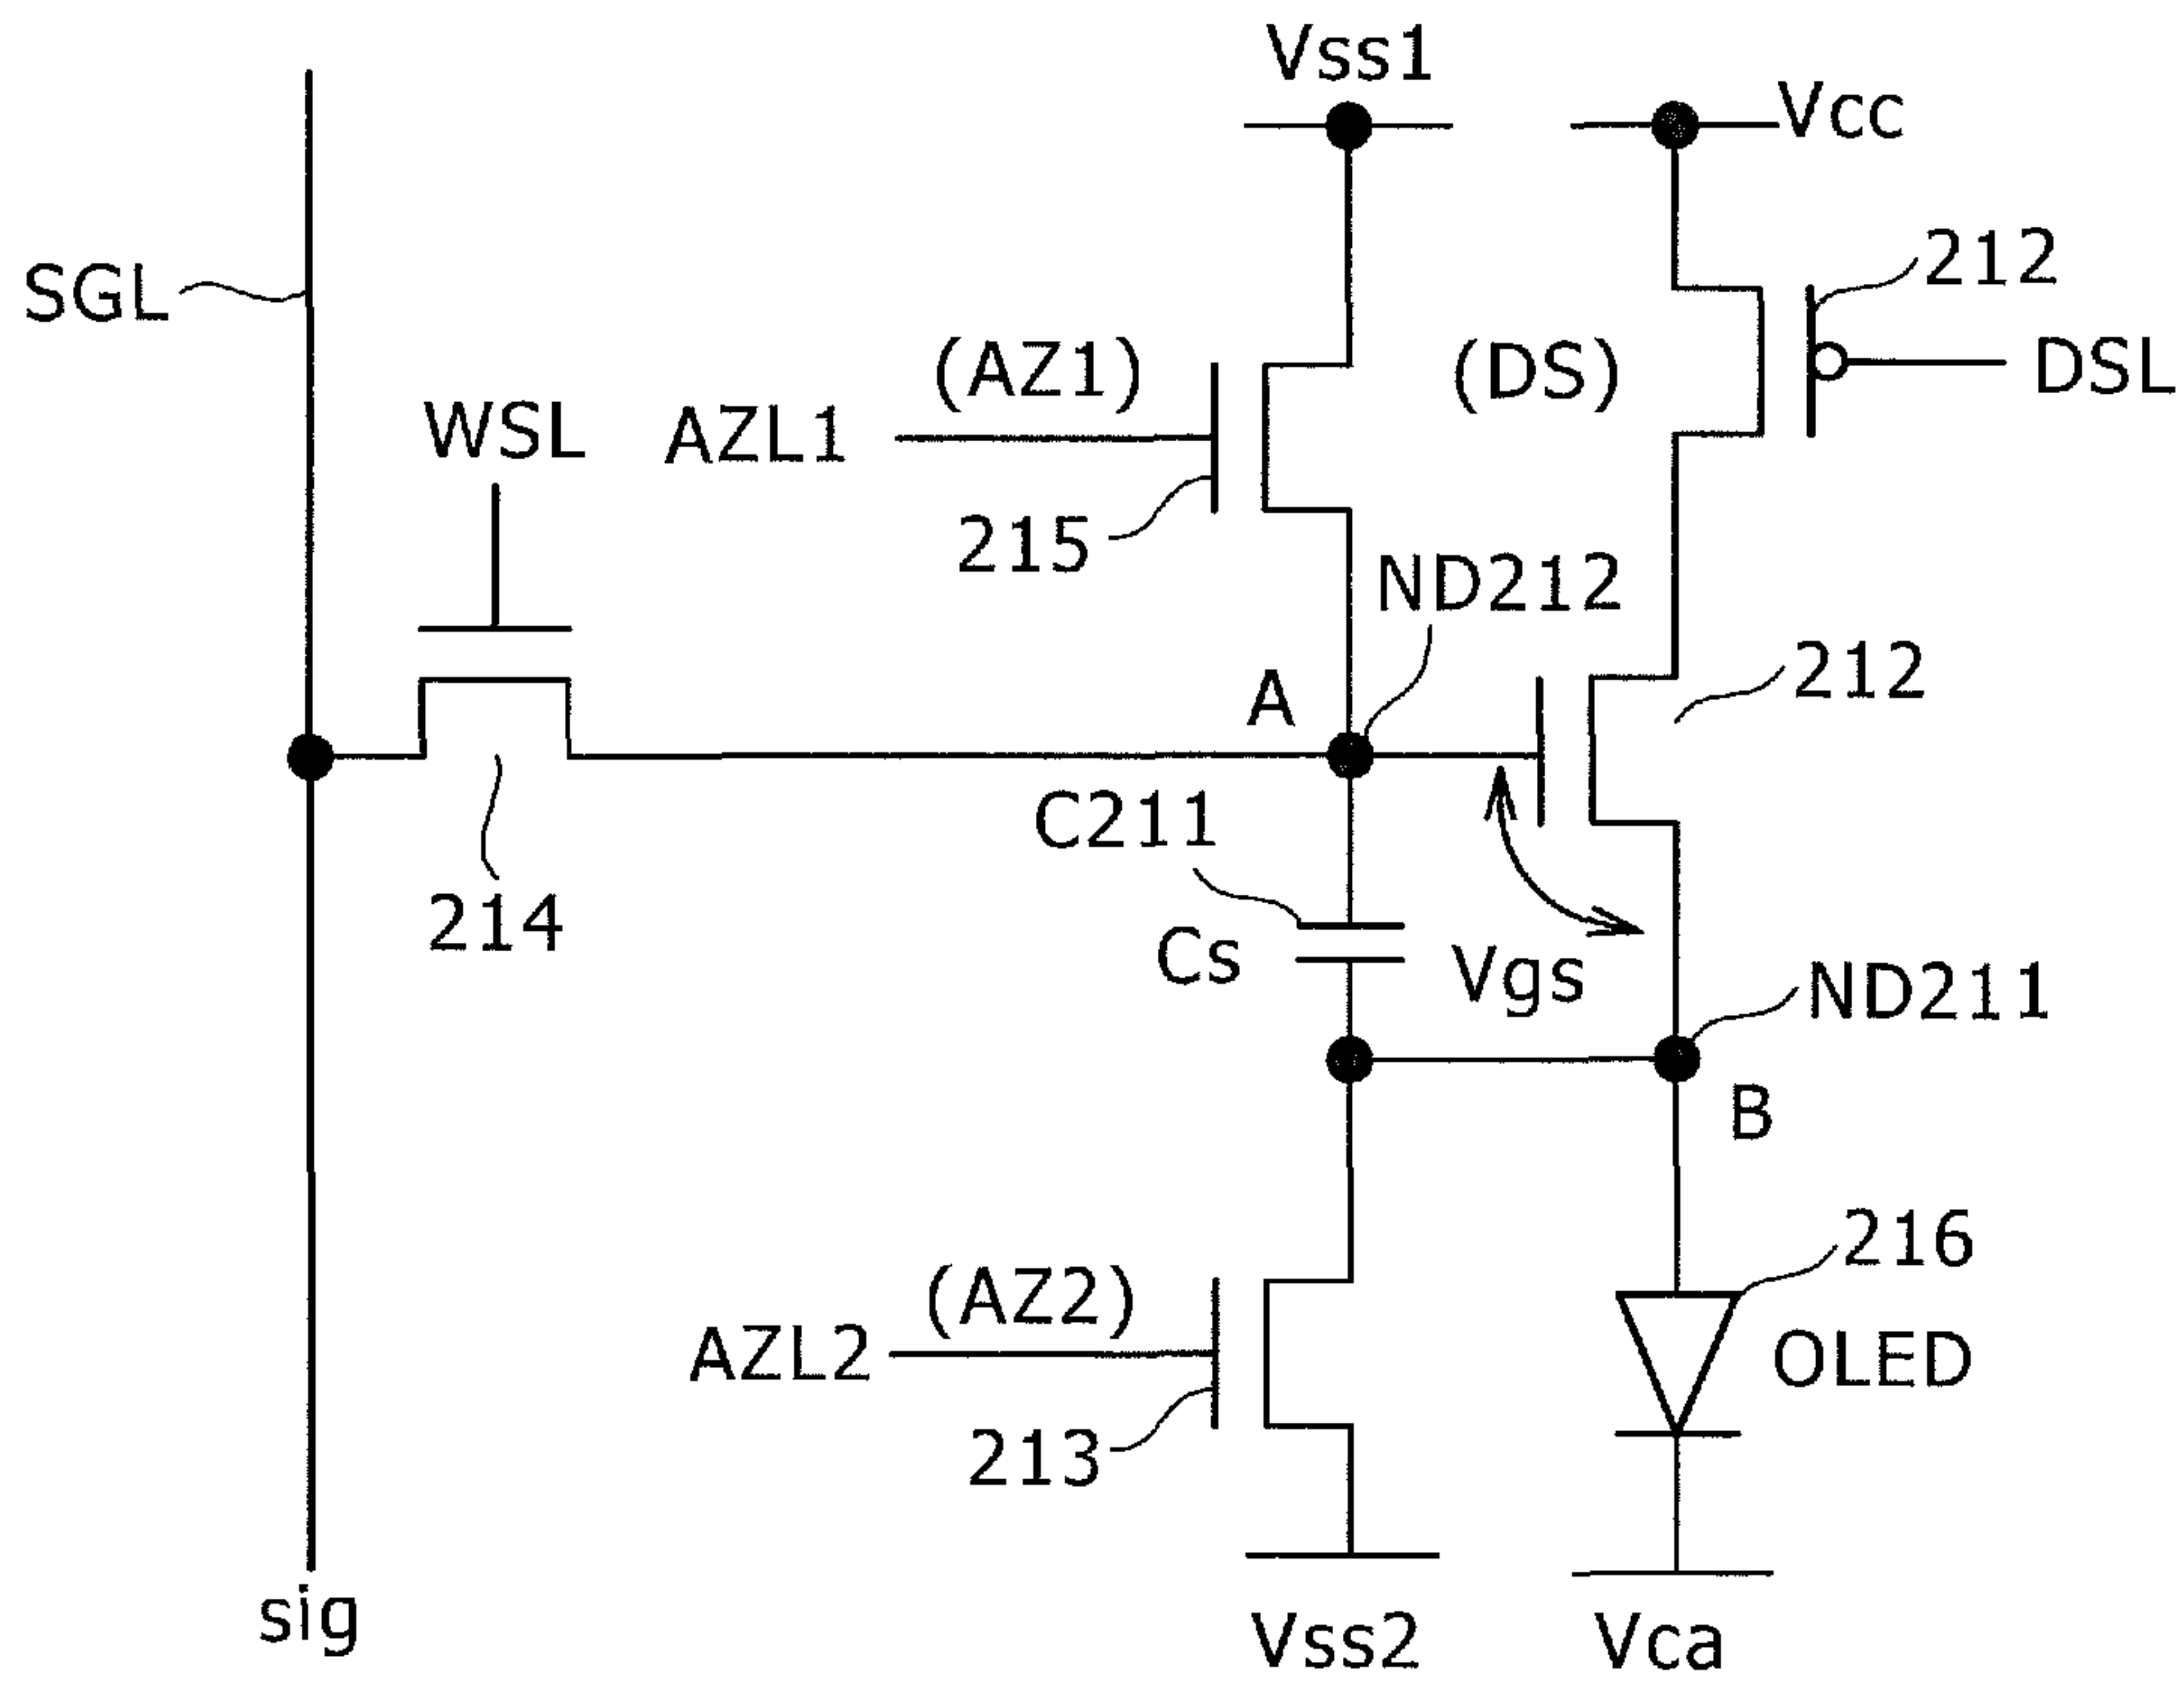 Vss1
Vcc
SGL
212
(AZ1)
(DS)
DSL
WSL
AZL1
215
ND212
A
212
C211
214
Cs
Vgs
ND211
B
216
(AZ2)
AZL2
OLED
213
sig
Vss2
Vca